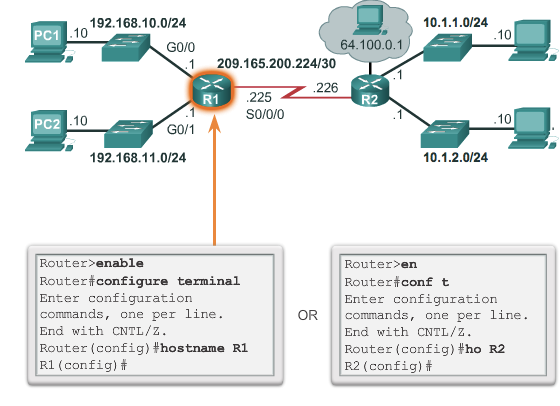 192.168.10.0/24
10.1.1.0/24
PC1
.10
G0/0
64.100.0.1
.10
.1
209.165.200.224/30
.1
R1
.225
.226
R2
S0/0/0
PC2
.10
.1
G0/1
.1
.10
192.168.11.0/24
10.1.2.0/24
Router>enable
Router#configure terminal
Enter configuration
commands, one per line.
End with CNTL/Z.
Router(config)#hostname R1
R1(config)#
OR
Router>en
Router#conf t
Enter configuration
commands, one per line.
End with CNTL/Z.
Router(config)#ho R2
R2(config)#